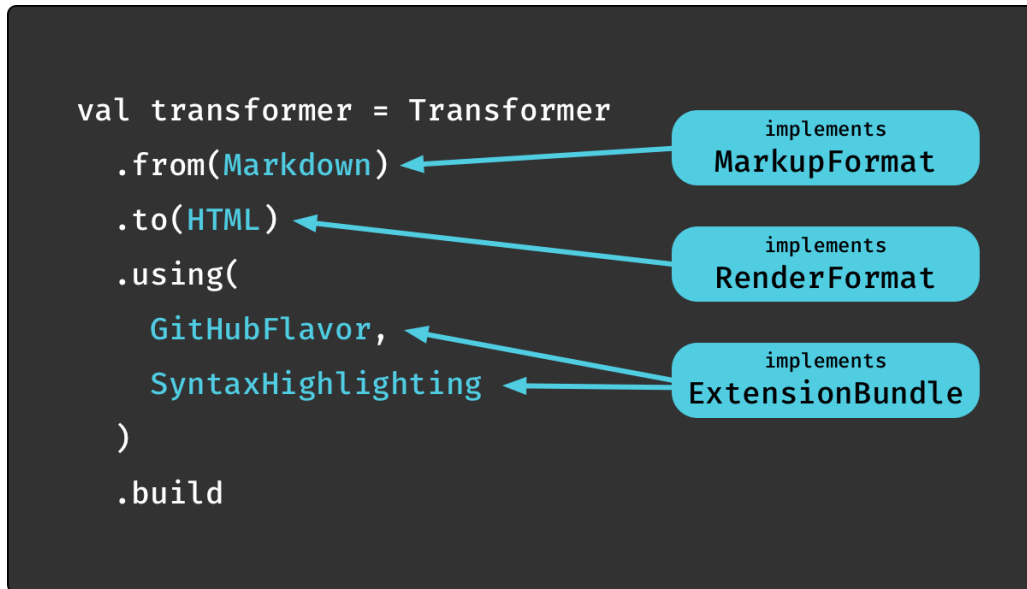 val transformer = Transformer
.from(Markdown)
.to(HTML)
.using(
GitHubFlavor,
SyntaxHighlighting
)
.build
implements
MarkupFormat
implements
RenderFormat
implements
ExtensionBundle